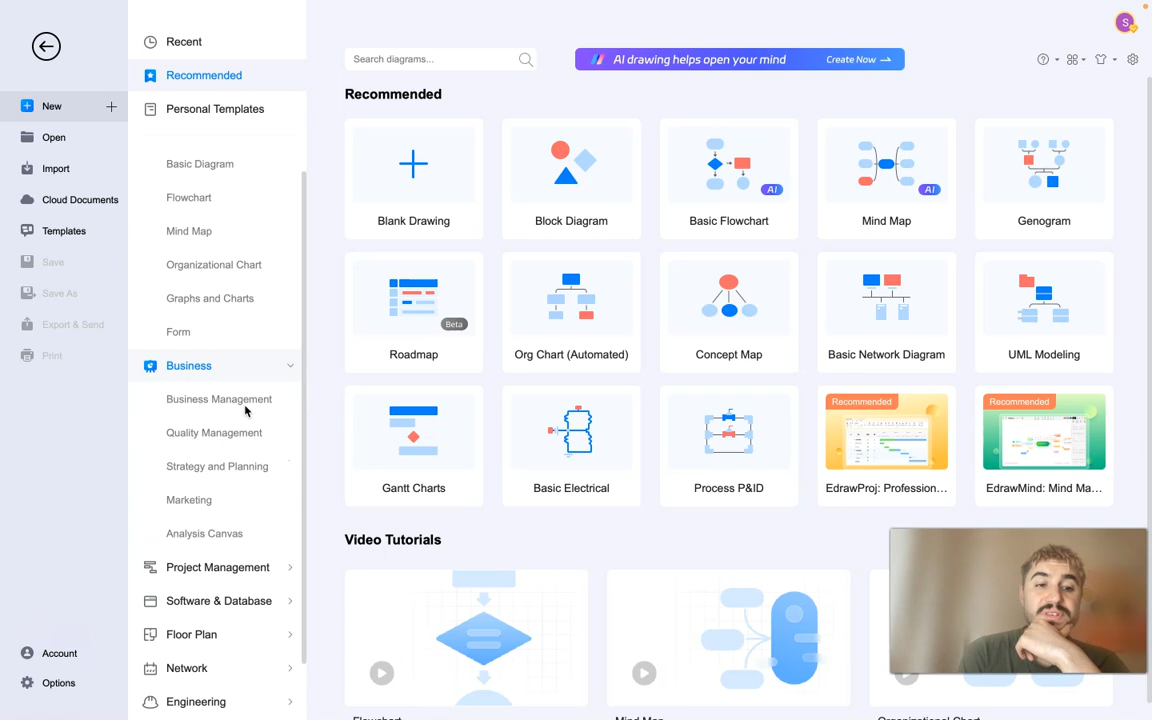 S
Recent
Recommended
Personal Templates
Basic Diagram
Flowchart
Mind Map
Organizational Chart
Graphs and Charts
Form
Business
Business Management
Quality Management
Strategy and Planning
Marketing
Analysis Canvas
Project Management
Software & Database
Floor Plan
Network
Engineering
New
Open
Import
Cloud Documents
Templates
Save
Save As
Export & Send
Print
Account
Options
Search diagrams...
AI drawing helps open your mind Create Now
Recommended
Blank Drawing
Block Diagram
AI
Basic Flowchart
AI
Mind Map
Genogram
Beta
Roadmap
Org Chart (Automated)
Concept Map
Basic Network Diagram
UML Modeling
Gantt Charts
Basic Electrical
Process P&ID
Recommended
EdrawProj: Profession...
Recommended
EdrawMind: Mind Ma...
Video Tutorials
Flowchart
Mind Map
Organizational Chart